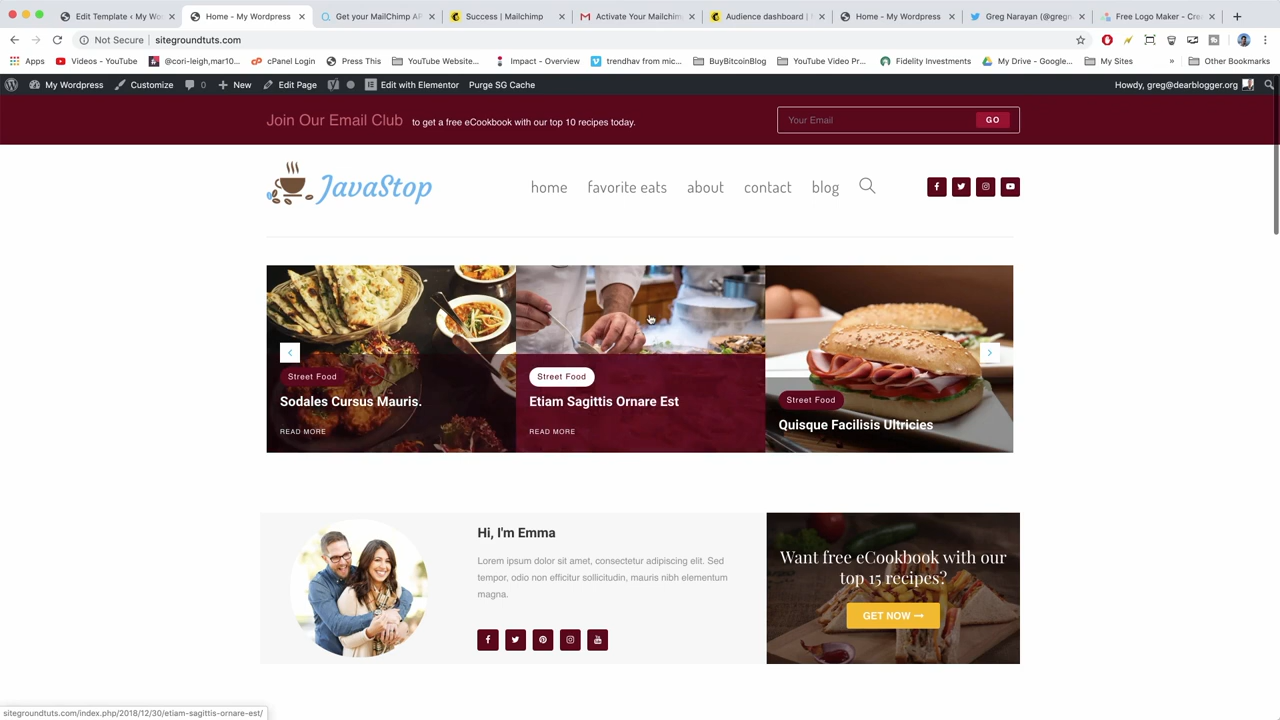 Edit Template ‹ My Wo
Home - My Wordpress
Get your MailChimp AP
Success | Mailchimp
Activate Your Mailchim
Audience dashboard |
Home - My Wordpress
Greg Narayan (@gregn
Free Logo Maker - Cre
Not Secure
sitegroundtuts.com
Apps
Videos - YouTube
@cori-leigh,mar10...
cPanel Login
Press This
YouTube Website...
Impact - Overview
trendhav from mic...
BuyBitcoinBlog
YouTube Video Pr...
Fidelity Investments
My Drive - Google...
My Sites
»
Other Bookmarks
My Wordpress
Customize
0
+ New
Edit Page
Edit with Elementor
Purge SG Cache
Howdy, greg@dearblogger.org
Join Our Email Club to get a free eCookbook with our top 10 recipes today.
Your Email
GO
JavaStop
home
favorite eats
about
contact
blog
Street Food
Sodales Cursus Mauris.
READ MORE
Street Food
Etiam Sagittis Ornare Est
READ MORE
Street Food
Quisque Facilisis Ultricies
Hi, I'm Emma
Lorem ipsum dolor sit amet, consectetur adipiscing elit. Sed
tempor, odio non efficitur sollicitudin, mauris nibh elementum
magna.
Want free eCookbook with our
top 15 recipes?
GET NOW →
sitegroundtuts.com/index.php/2018/12/30/etiam-sagittis-ornare-est/